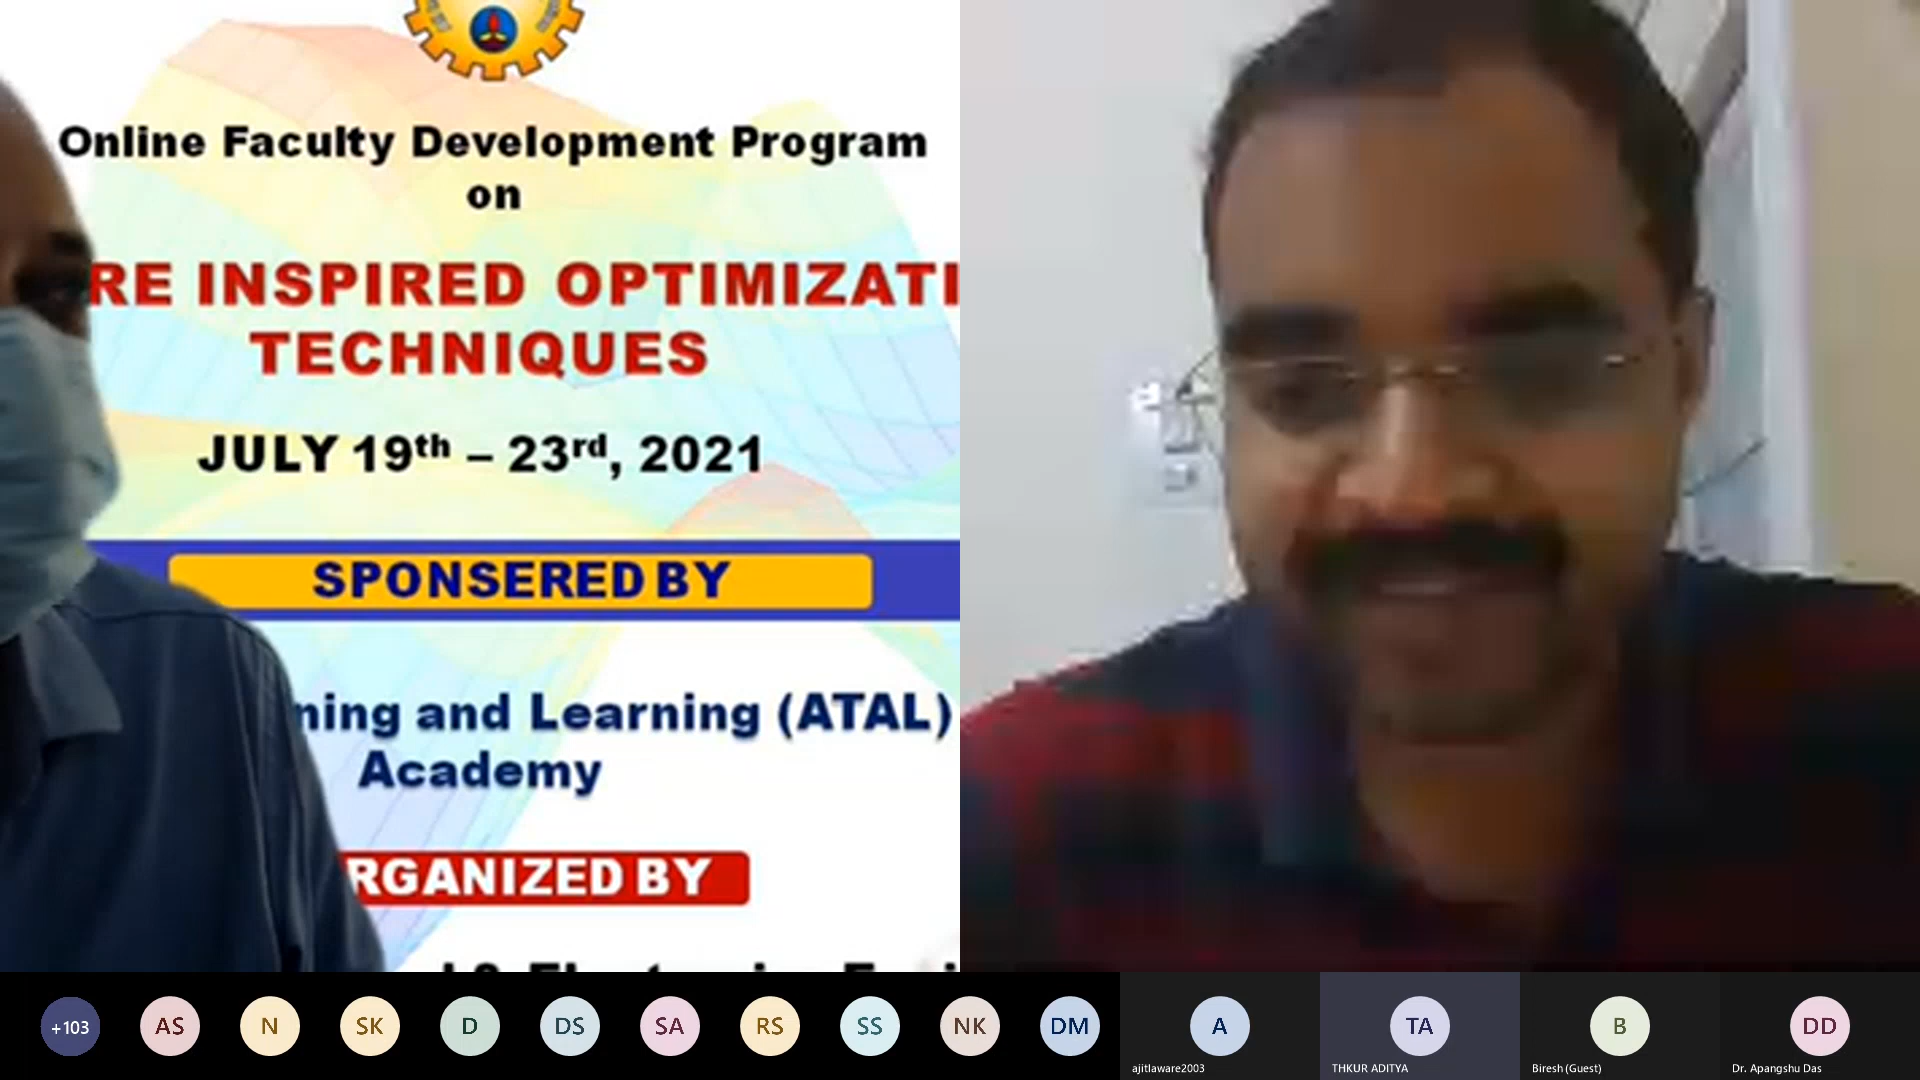 Online Faculty Development Program
on
RE INSPIRED OPTIMIZATI
TECHNIQUES
JULY 19th – 23rd, 2021
SPONSERED BY
ning and Learning (ATAL)
Academy
RGANIZED BY
+103
AS
N
SK
D
DS
SA
RS
SS
NK
DM
A
TA
B
DD
ajitlaware2003
THKUR ADITYA
Biresh (Guest)
Dr. Apangshu Das